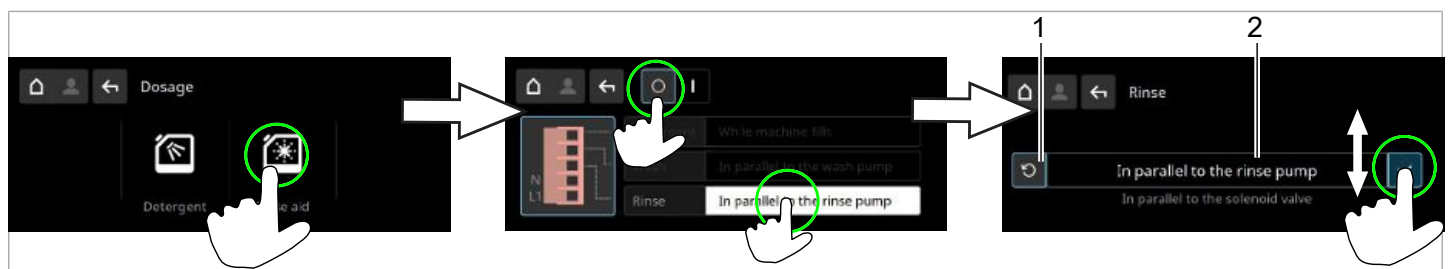 1
2
Dosage
Detergent
aid
While machine fills
In parallel to the wash pump
N
L1
Rinse
In parallel to the rinse pump
Rinse
In parallel to the rinse pump
In parallel to the solenoid valve